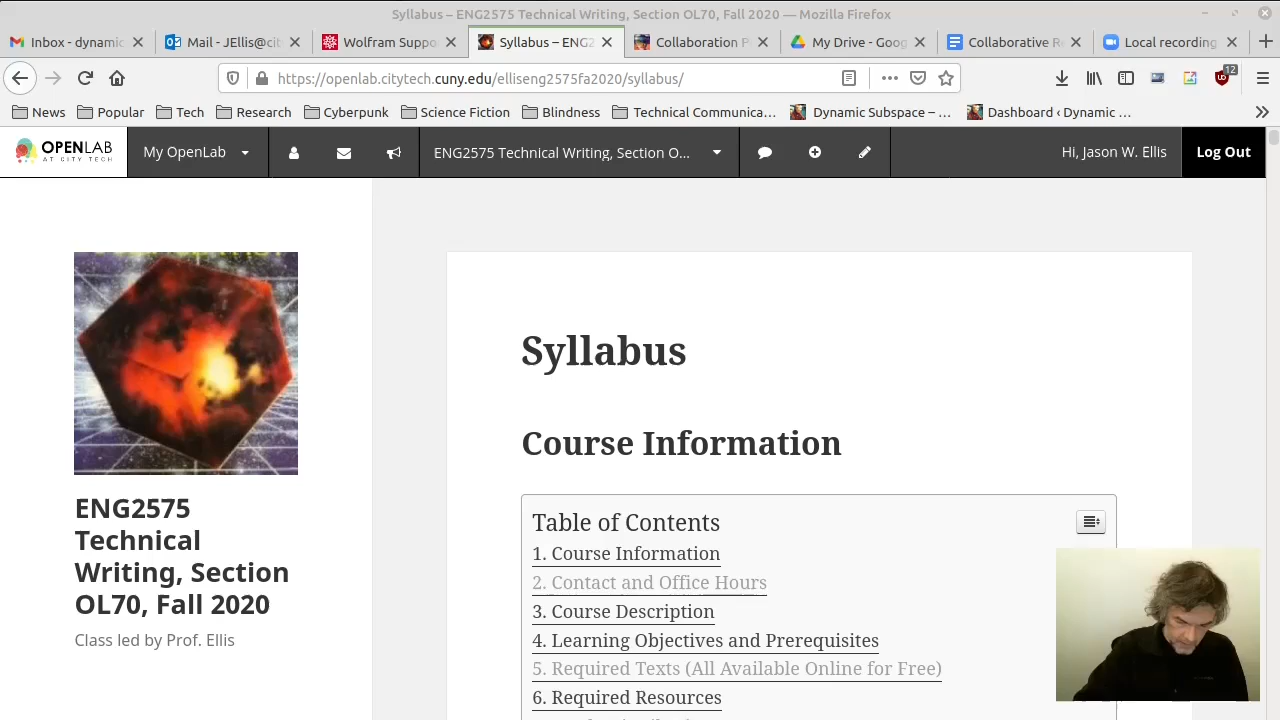 Syllabus – ENG2575 Technical Writing, Section OL70, Fall 2020 — Mozilla Firefox
Inbox - dynamic
Mail - JEllis@cit
Wolfram Suppo
Syllabus – ENG2
Collaboration P
My Drive - Goog
Collaborative R
Local recording
https://openlab.citytech.cuny.edu/elliseng2575fa2020/syllabus/
12
News
Popular
Tech
Research
Cyberpunk
Science Fiction
Blindness
Technical Communica…
Dynamic Subspace – …
Dashboard ‹ Dynamic …
OPENLAB
AT CITY TECH
My OpenLab
ENG2575 Technical Writing, Section O...
Hi, Jason W. Ellis
Log Out
ENG2575
Technical
Writing, Section
OL70, Fall 2020
Class led by Prof. Ellis
Syllabus
Course Information
Table of Contents
1. Course Information
2. Contact and Office Hours
3. Course Description
4. Learning Objectives and Prerequisites
5. Required Texts (All Available Online for Free)
6. Required Resources